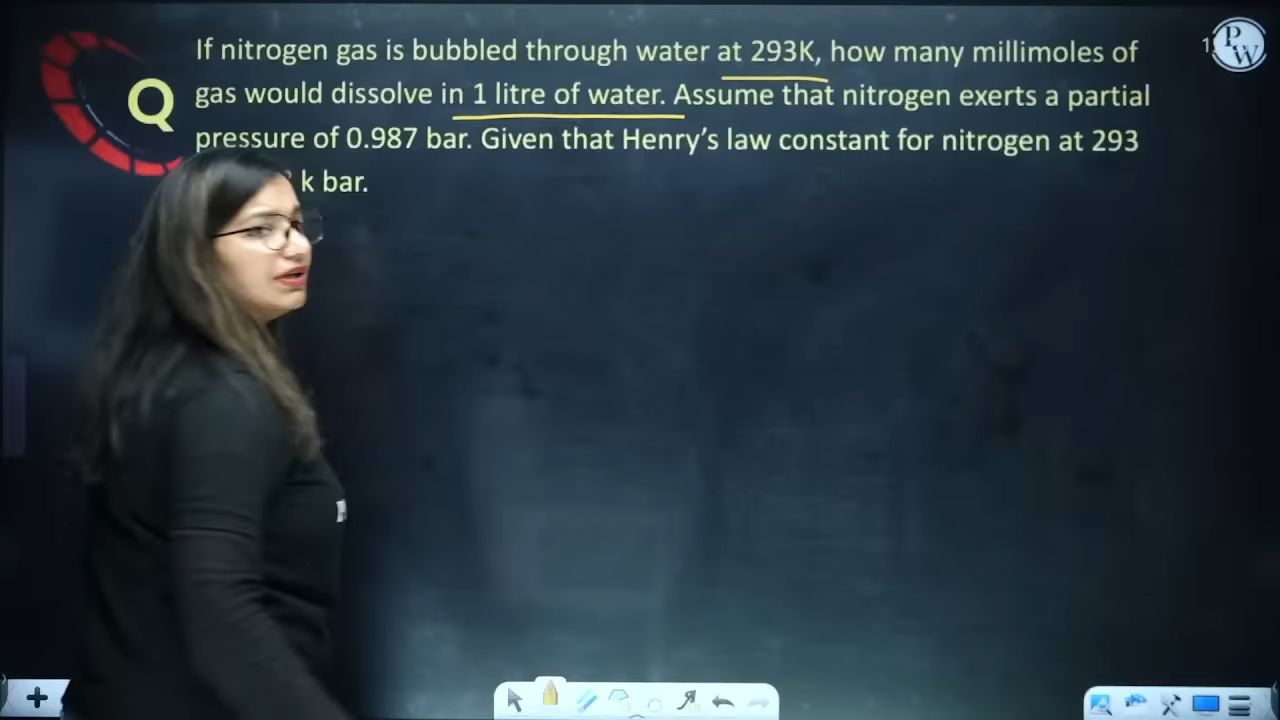 If nitrogen gas is bubbled through water at 293K, how many millimoles of
Q
gas would dissolve in 1 litre of water. Assume that nitrogen exerts a partial
pressure of 0.987 bar. Given that Henry's law constant for nitrogen at 293
k bar.
PW